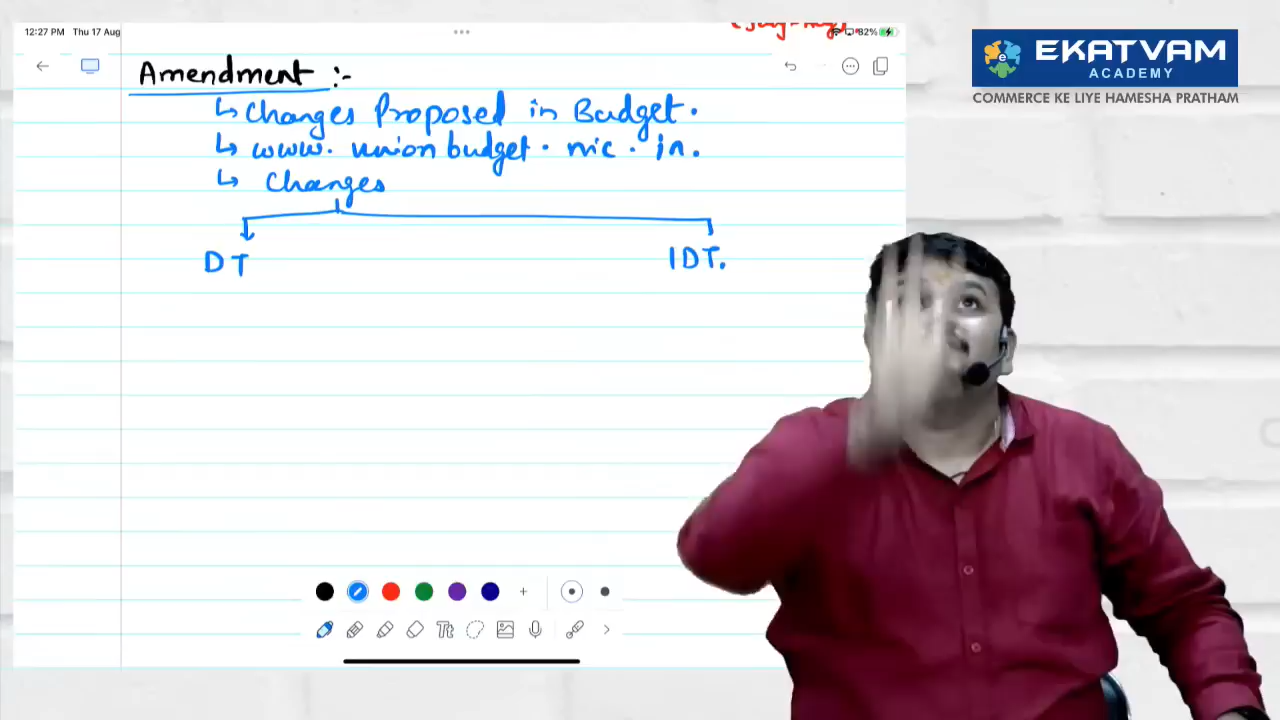 12:27 PM Thu 17 Aug
82%
Amendment :-
↳ Changes Proposed in Budget.
↳ www. union budget . nic . in.
↳ Changes
DT
IDT.
EKATVAM
ACADEMY
COMMERCE KE LIYE HAMESHA PRATHAM
Tt